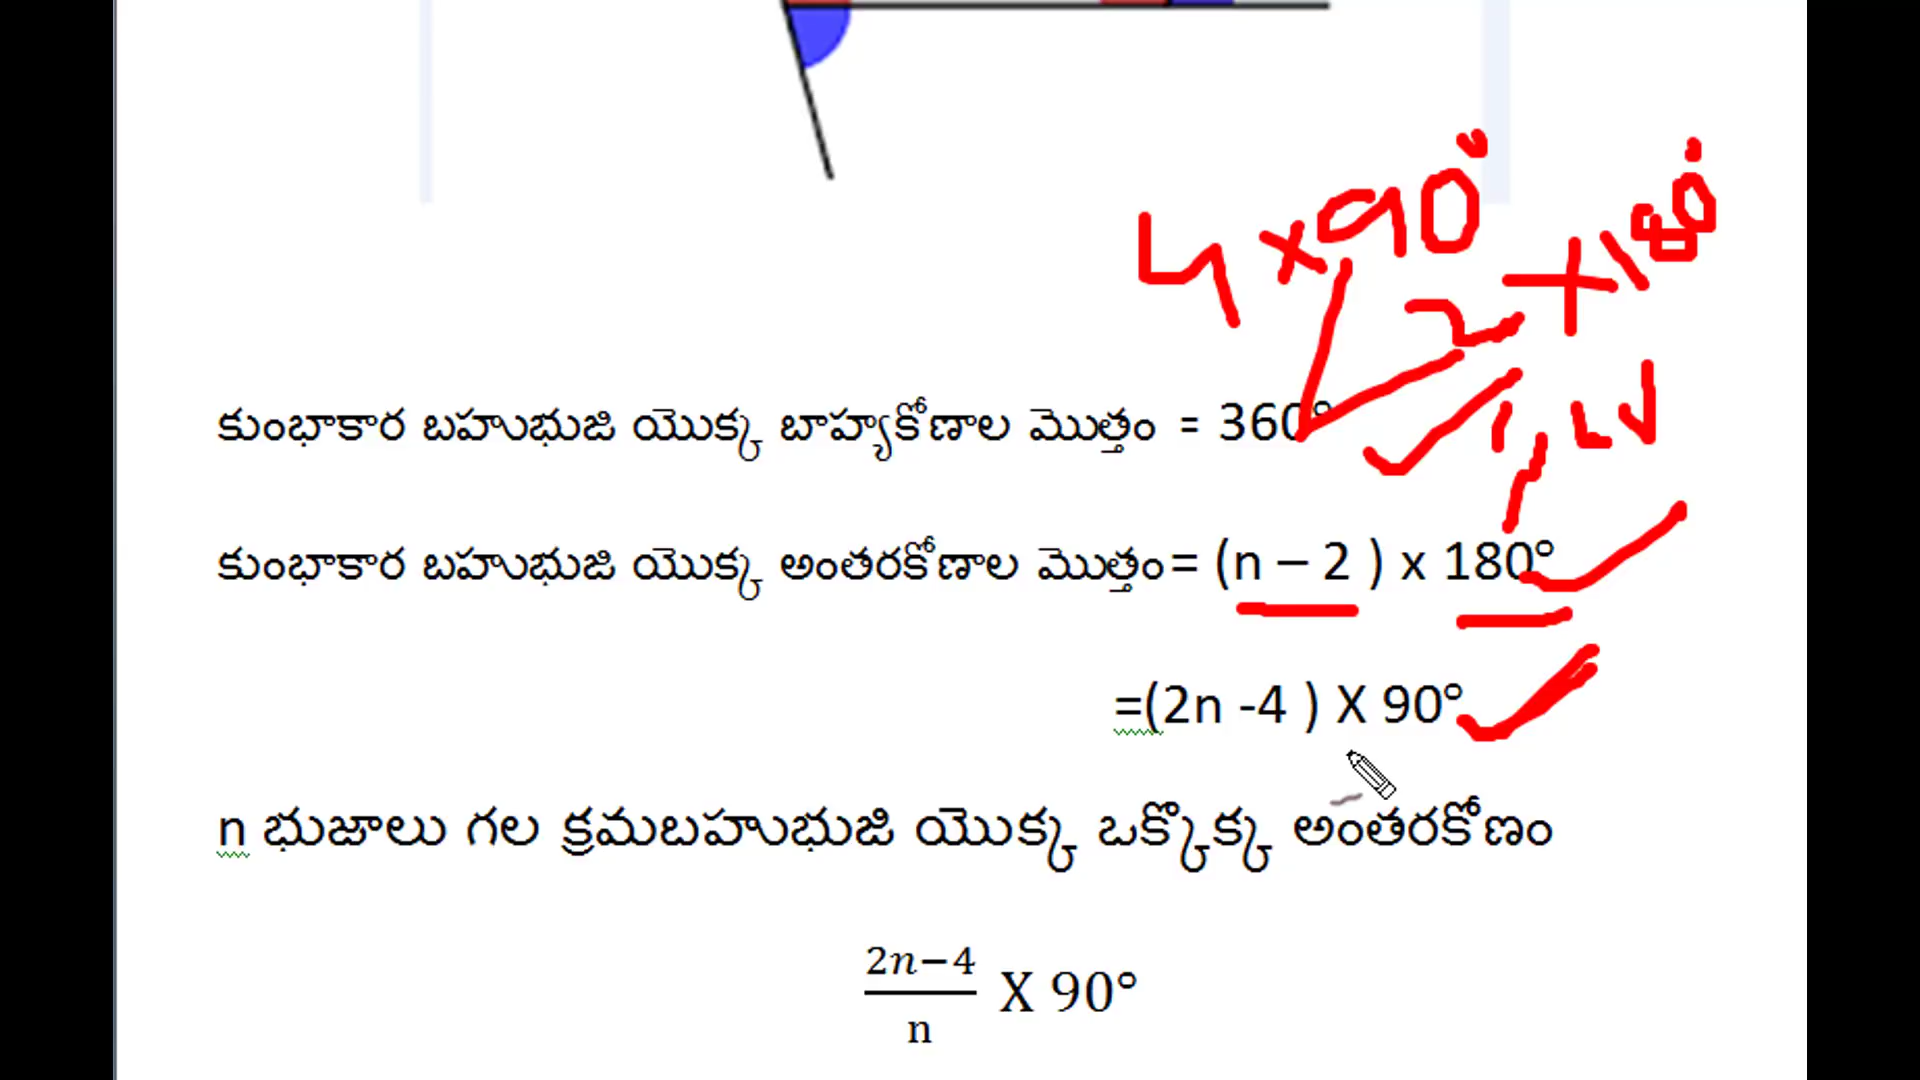 4 x 90°
2 x 180°
కుంభాకార బహుభుజి యొక్క బాహ్యకోణాల మొత్తం = 360°
కుంభాకార బహుభుజి యొక్క అంతరకోణాల మొత్తం= (n – 2 ) x 180°
=(2n -4 ) X 90°
n భుజాలు గల క్రమబహుభుజి యొక్క ఒక్కొక్క అంతరకోణం
2n−4
n X 90°